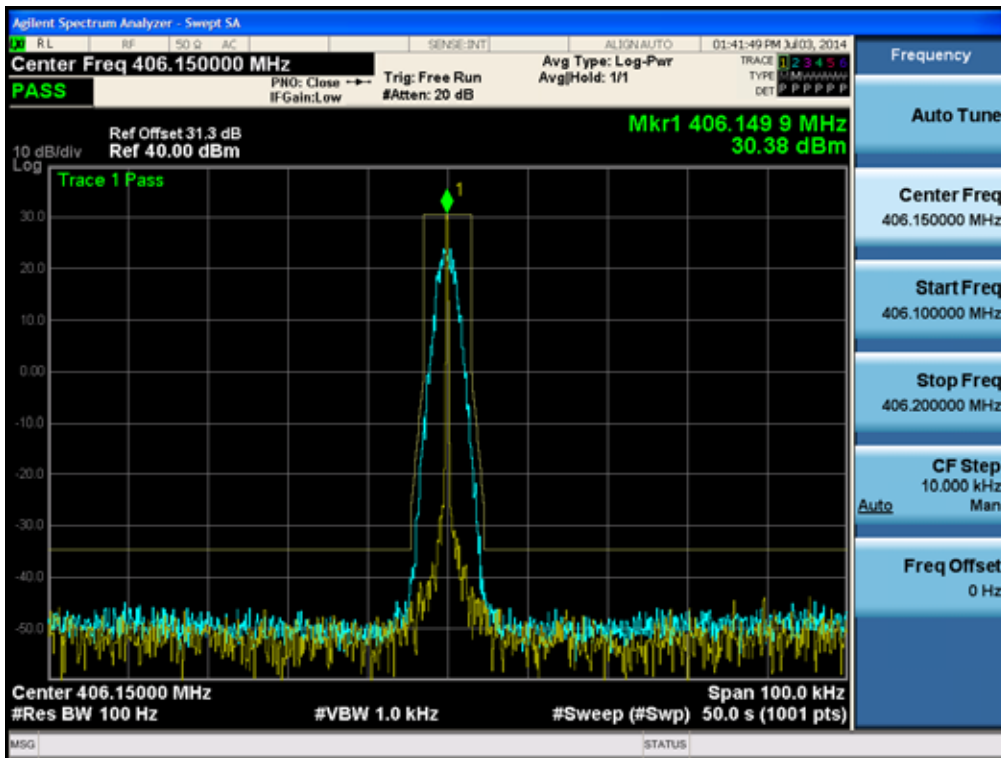 Agilent Spectrum Analyzer - Swept SA
RL RF 50 Ω AC SENSE:INT ALIGN AUTO 01:41:49 PM Jul 03, 2014
Center Freq 406.150000 MHz
PASS
PNO: Close
IFGain:Low
Trig: Free Run
#Atten: 20 dB
Avg Type: Log-Pwr
Avg|Hold: 1/1
TRACE 1 2 3 4 5 6
TYPE
DET P P P P P P
Ref Offset 31.3 dB
10 dB/div Ref 40.00 dBm
Log
Mkr1 406.149 9 MHz
30.38 dBm
Trace 1 Pass
1
30.0
20.0
10.0
0.00
-10.0
-20.0
-30.0
-40.0
-50.0
Center 406.15000 MHz Span 100.0 kHz
#Res BW 100 Hz #VBW 1.0 kHz #Sweep (#Swp) 50.0 s (1001 pts)
MSG STATUS
Frequency
Auto Tune
Center Freq
406.150000 MHz
Start Freq
406.100000 MHz
Stop Freq
406.200000 MHz
CF Step
10.000 kHz
Auto Man
Freq Offset
0 Hz